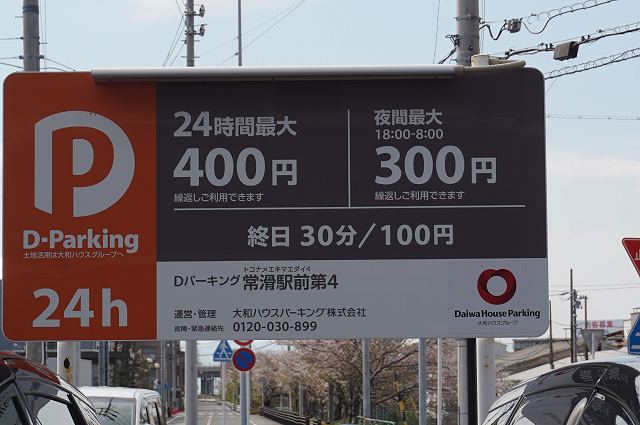 P
D-Parking
土地活用は大和ハウスグループへ
24h
24時間最大
400円
繰返しご利用できます
夜間最大
18:00-8:00
300円
繰返しご利用できます
終日 30分/100円
トコナメエキマエダイ4
Dパーキング 常滑駅前第4
運営・管理 大和ハウスパーキング株式会社
故障・緊急連絡先 0120-030-899
Daiwa House Parking
大和ハウスグループ